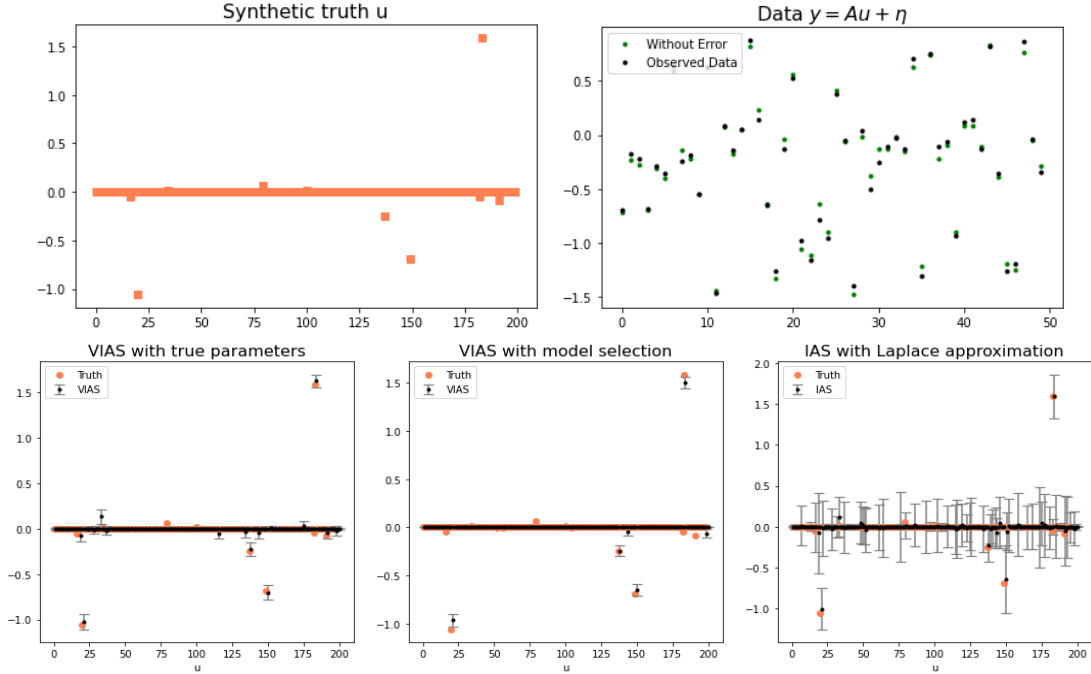 Synthetic truth u
1.5
1.0
0.5
0.0
−0.5
−1.0
0 25 50 75 100 125 150 175 200
Data y = Au + η
Without Error
Observed Data
0.5
0.0
−0.5
−1.0
−1.5
0 10 20 30 40 50
VIAS with true parameters
Truth
VIAS
1.5
1.0
0.5
0.0
−0.5
−1.0
0 25 50 75 100 125 150 175 200
u
VIAS with model selection
Truth
VIAS
1.5
1.0
0.5
0.0
−0.5
−1.0
0 25 50 75 100 125 150 175 200
u
IAS with Laplace approximation
Truth
IAS
2.0
1.5
1.0
0.5
0.0
−0.5
−1.0
0 25 50 75 100 125 150 175 200
u